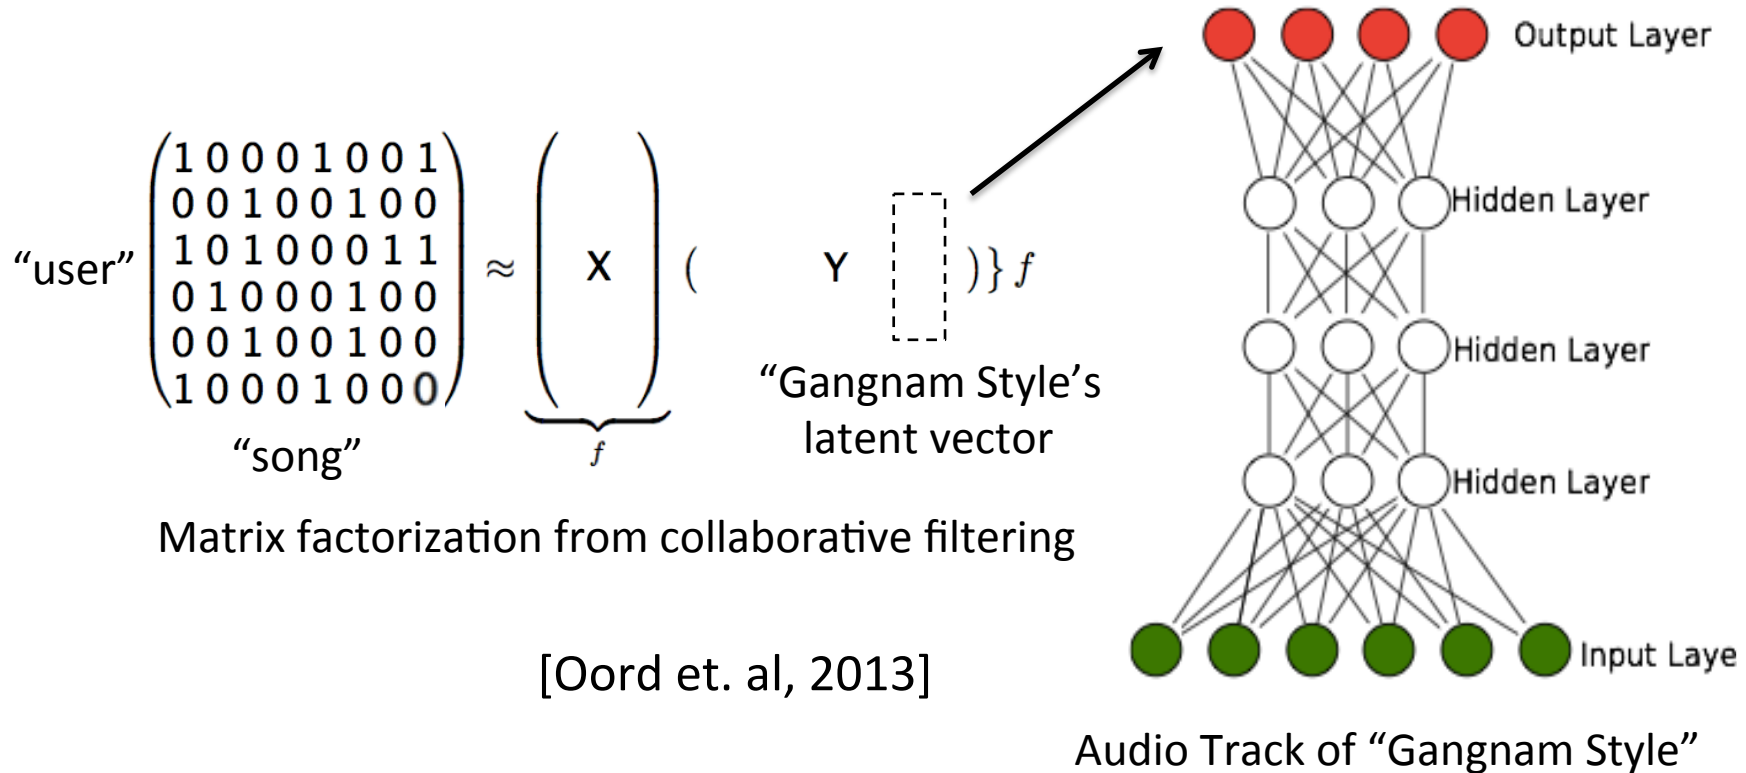 “user”
1 0 0 0 1 0 0 1
0 0 1 0 0 1 0 0
1 0 1 0 0 0 1 1
0 1 0 0 0 1 0 0
0 0 1 0 0 1 0 0
1 0 0 0 1 0 0 0
“song”
≈ ( X ) ( Y ) } f
f
“Gangnam Style’s
latent vector
Matrix factorization from collaborative filtering
[Oord et. al, 2013]
Output Layer
Hidden Layer
Hidden Layer
Hidden Layer
Input Laye
Audio Track of “Gangnam Style”